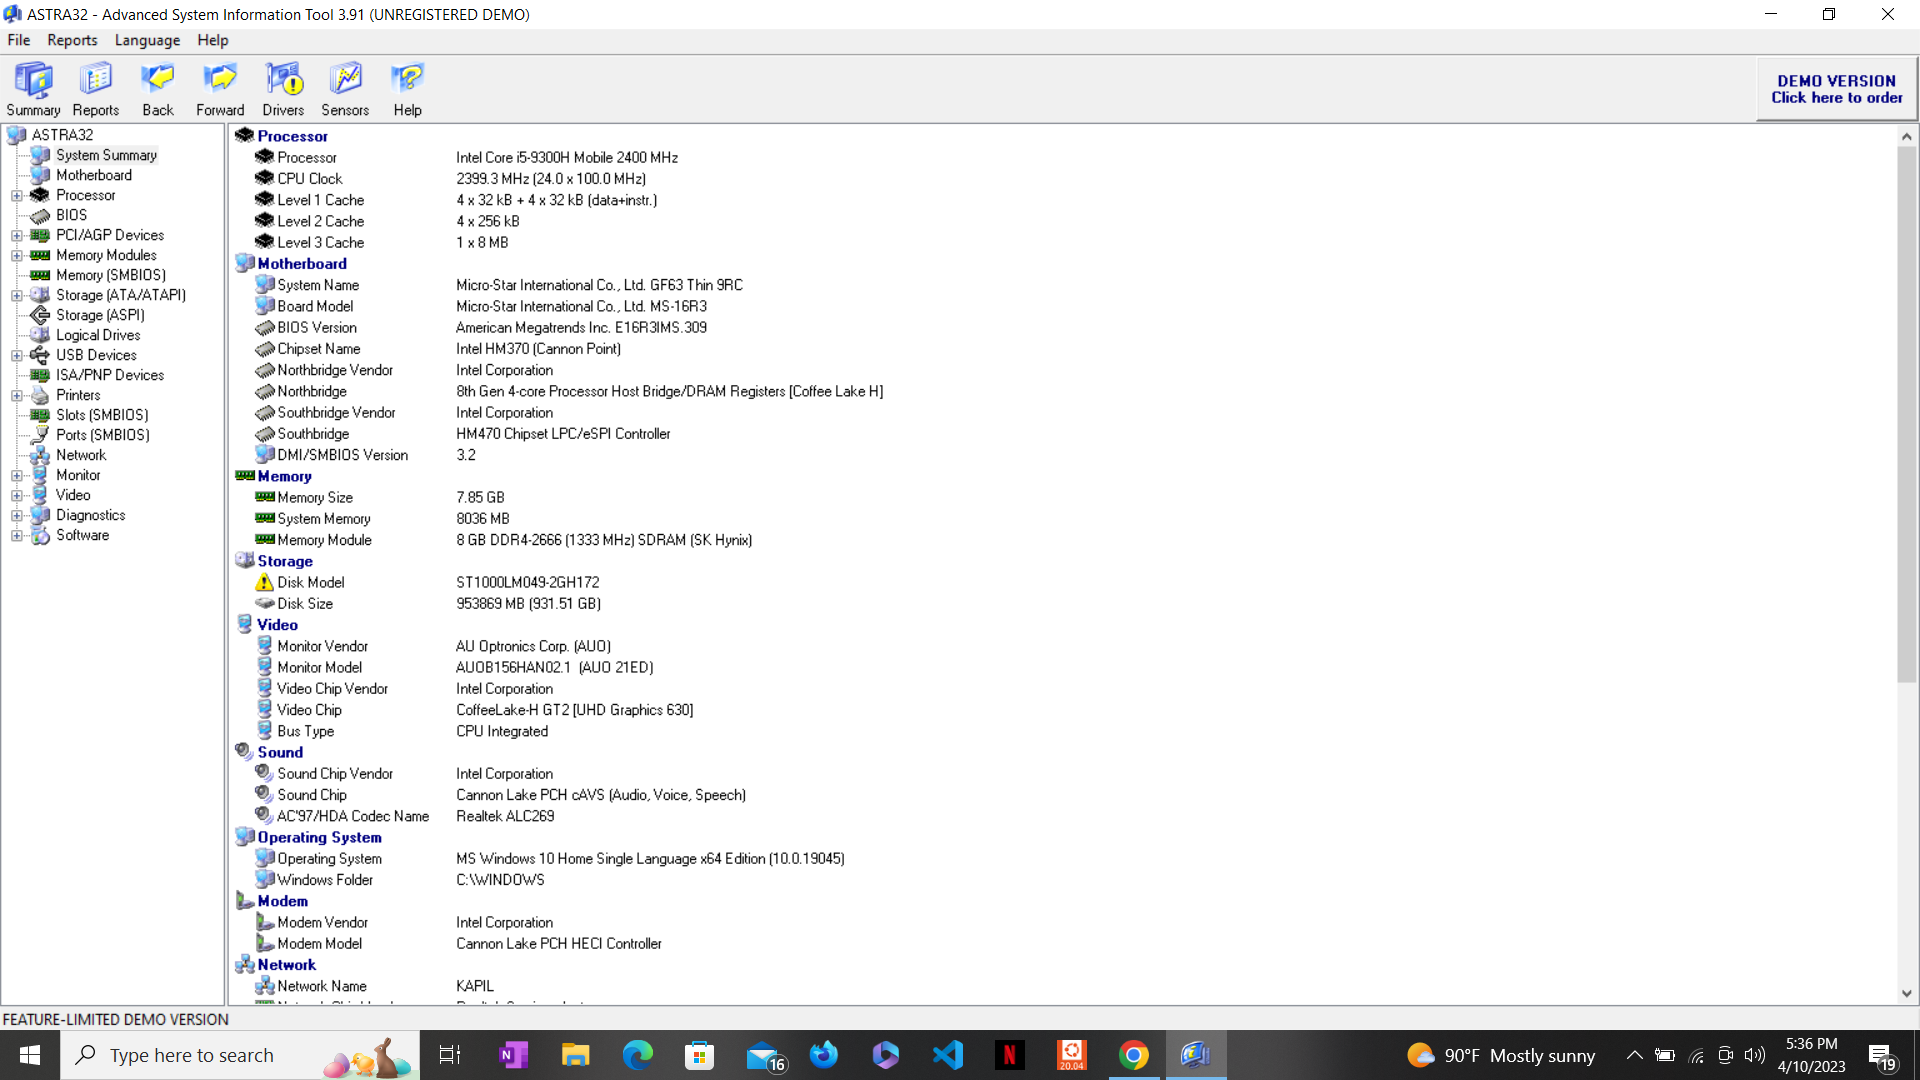 ASTRA32 - Advanced System Information Tool 3.91 (UNREGISTERED DEMO)
File Reports Language Help
Summary Reports Back Forward Drivers Sensors Help
DEMO VERSION
Click here to order
ASTRA32
System Summary
Motherboard
Processor
BIOS
PCI/AGP Devices
Memory Modules
Memory (SMBIOS)
Storage (ATA/ATAPI)
Storage (ASPI)
Logical Drives
USB Devices
ISA/PNP Devices
Printers
Slots (SMBIOS)
Ports (SMBIOS)
Network
Monitor
Video
Diagnostics
Software
Processor
Processor Intel Core i5-9300H Mobile 2400 MHz
CPU Clock 2399.3 MHz (24.0 x 100.0 MHz)
Level 1 Cache 4 x 32 kB + 4 x 32 kB (data+instr.)
Level 2 Cache 4 x 256 kB
Level 3 Cache 1 x 8 MB
Motherboard
System Name Micro-Star International Co., Ltd. GF63 Thin 9RC
Board Model Micro-Star International Co., Ltd. MS-16R3
BIOS Version American Megatrends Inc. E16R3IMS.309
Chipset Name Intel HM370 (Cannon Point)
Northbridge Vendor Intel Corporation
Northbridge 8th Gen 4-core Processor Host Bridge/DRAM Registers [Coffee Lake H]
Southbridge Vendor Intel Corporation
Southbridge HM470 Chipset LPC/eSPI Controller
DMI/SMBIOS Version 3.2
Memory
Memory Size 7.85 GB
System Memory 8036 MB
Memory Module 8 GB DDR4-2666 (1333 MHz) SDRAM (SK Hynix)
Storage
Disk Model ST1000LM049-2GH172
Disk Size 953869 MB (931.51 GB)
Video
Monitor Vendor AU Optronics Corp. (AUO)
Monitor Model AUOB156HAN02.1 (AUO 21ED)
Video Chip Vendor Intel Corporation
Video Chip CoffeeLake-H GT2 [UHD Graphics 630]
Bus Type CPU Integrated
Sound
Sound Chip Vendor Intel Corporation
Sound Chip Cannon Lake PCH cAVS (Audio, Voice, Speech)
AC'97/HDA Codec Name Realtek ALC269
Operating System
Operating System MS Windows 10 Home Single Language x64 Edition (10.0.19045)
Windows Folder C:\WINDOWS
Modem
Modem Vendor Intel Corporation
Modem Model Cannon Lake PCH HECI Controller
Network
Network Name KAPIL
FEATURE-LIMITED DEMO VERSION
Type here to search
16
20.04
90°F Mostly sunny
5:36 PM
4/10/2023
19